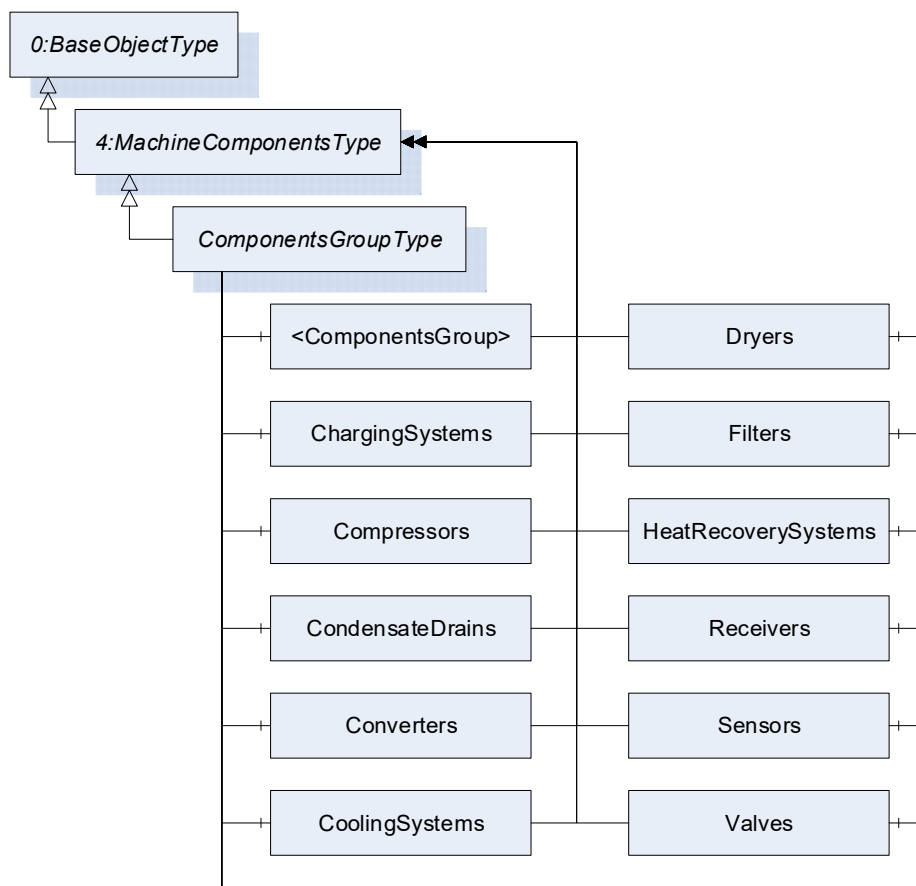 0:BaseObjectType
4:MachineComponentsType
ComponentsGroupType
<ComponentsGroup>
Dryers
ChargingSystems
Filters
Compressors
HeatRecoverySystems
CondensateDrains
Receivers
Converters
Sensors
CoolingSystems
Valves